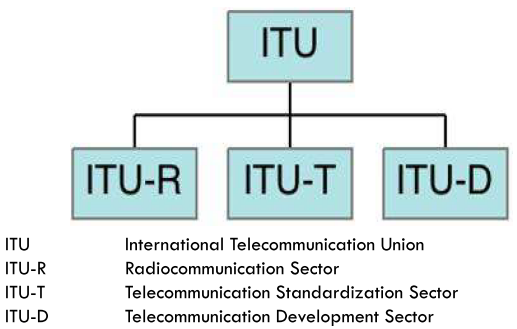 ITU
ITU-R ITU-T ITU-D
ITU International Telecommunication Union
ITU-R Radiocommunication Sector
ITU-T Telecommunication Standardization Sector
ITU-D Telecommunication Development Sector